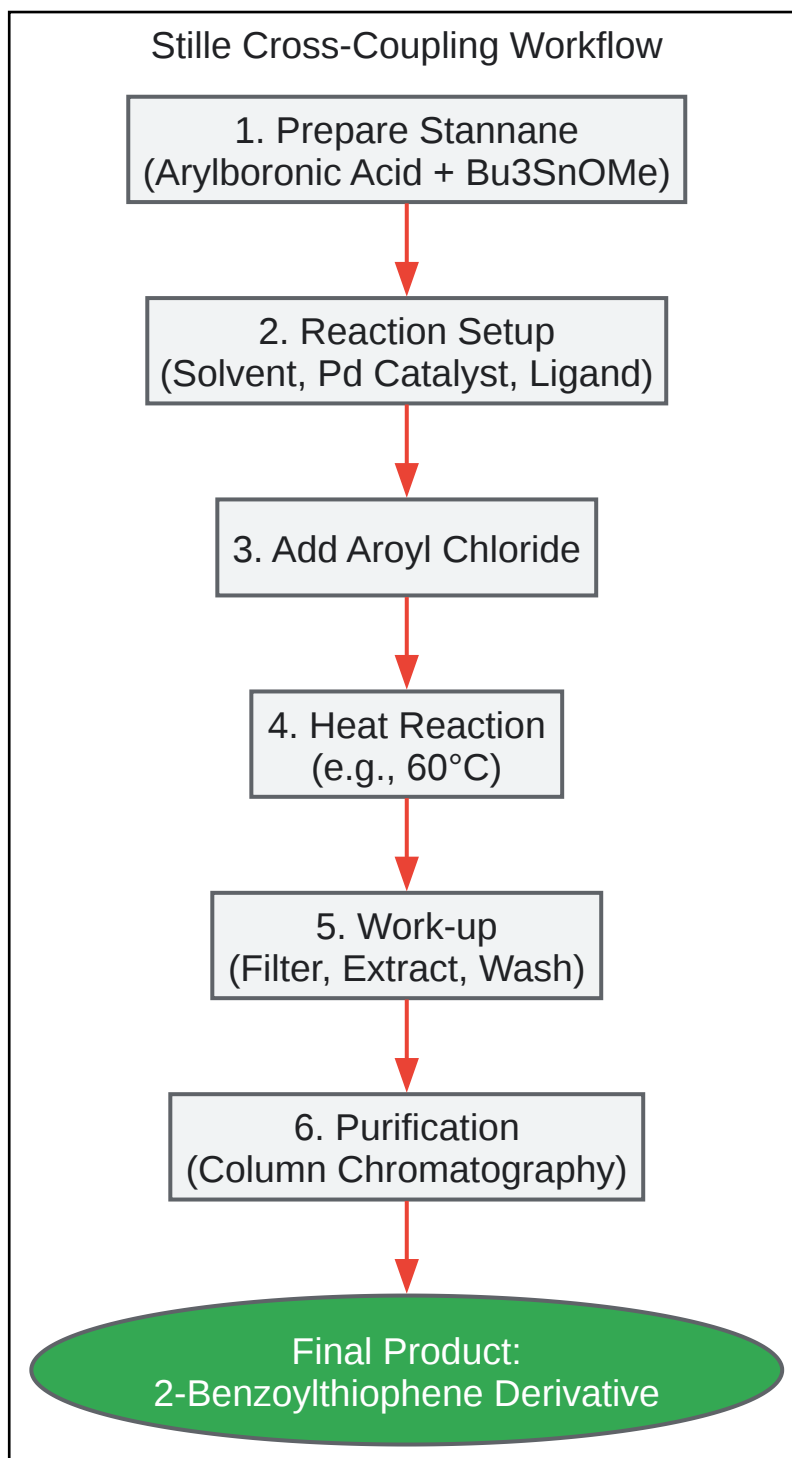 Stille Cross-Coupling Workflow
1. Prepare Stannane
(Arylboronic Acid + Bu3SnOMe)
2. Reaction Setup
(Solvent, Pd Catalyst, Ligand)
3. Add Aroyl Chloride
4. Heat Reaction
(e.g., 60°C)
5. Work-up
(Filter, Extract, Wash)
6. Purification
(Column Chromatography)
Final Product:
2-Benzoylthiophene Derivative